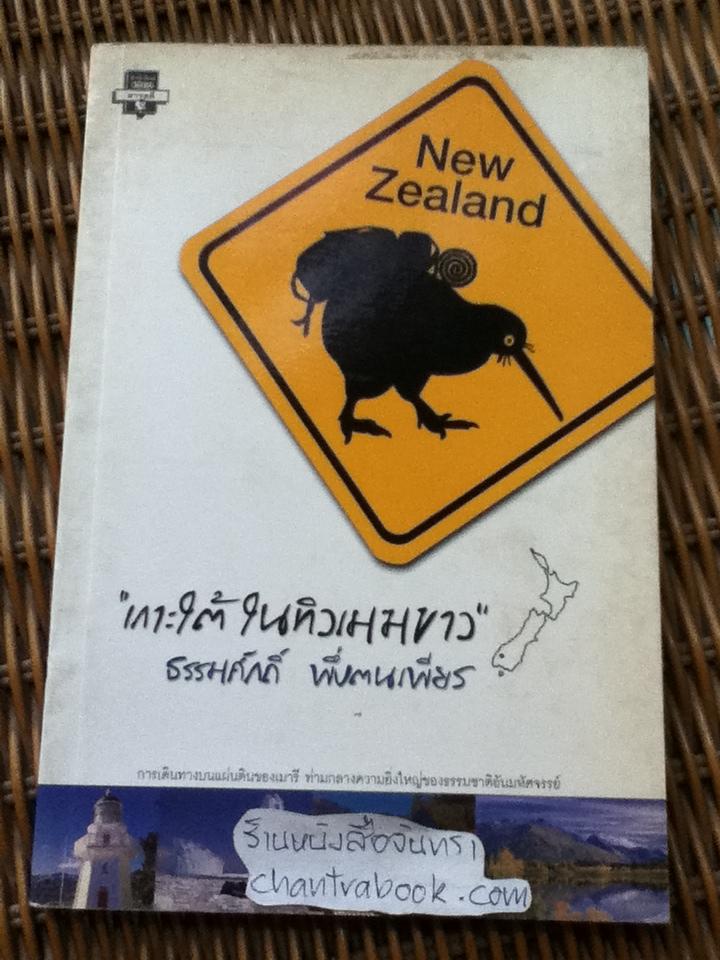 สารคดี
New
Zealand
"เกาะใต้ ในทิวเมฆขาว"
ธรรมศักดิ์ พึ่งตนเพียร
การเดินทางบนแผ่นดินของเมารี ท่ามกลางความยิ่งใหญ่ของธรรมชาติอันมหัศจรรย์
ร้านหนังสือจันทรา
chantrabook.com